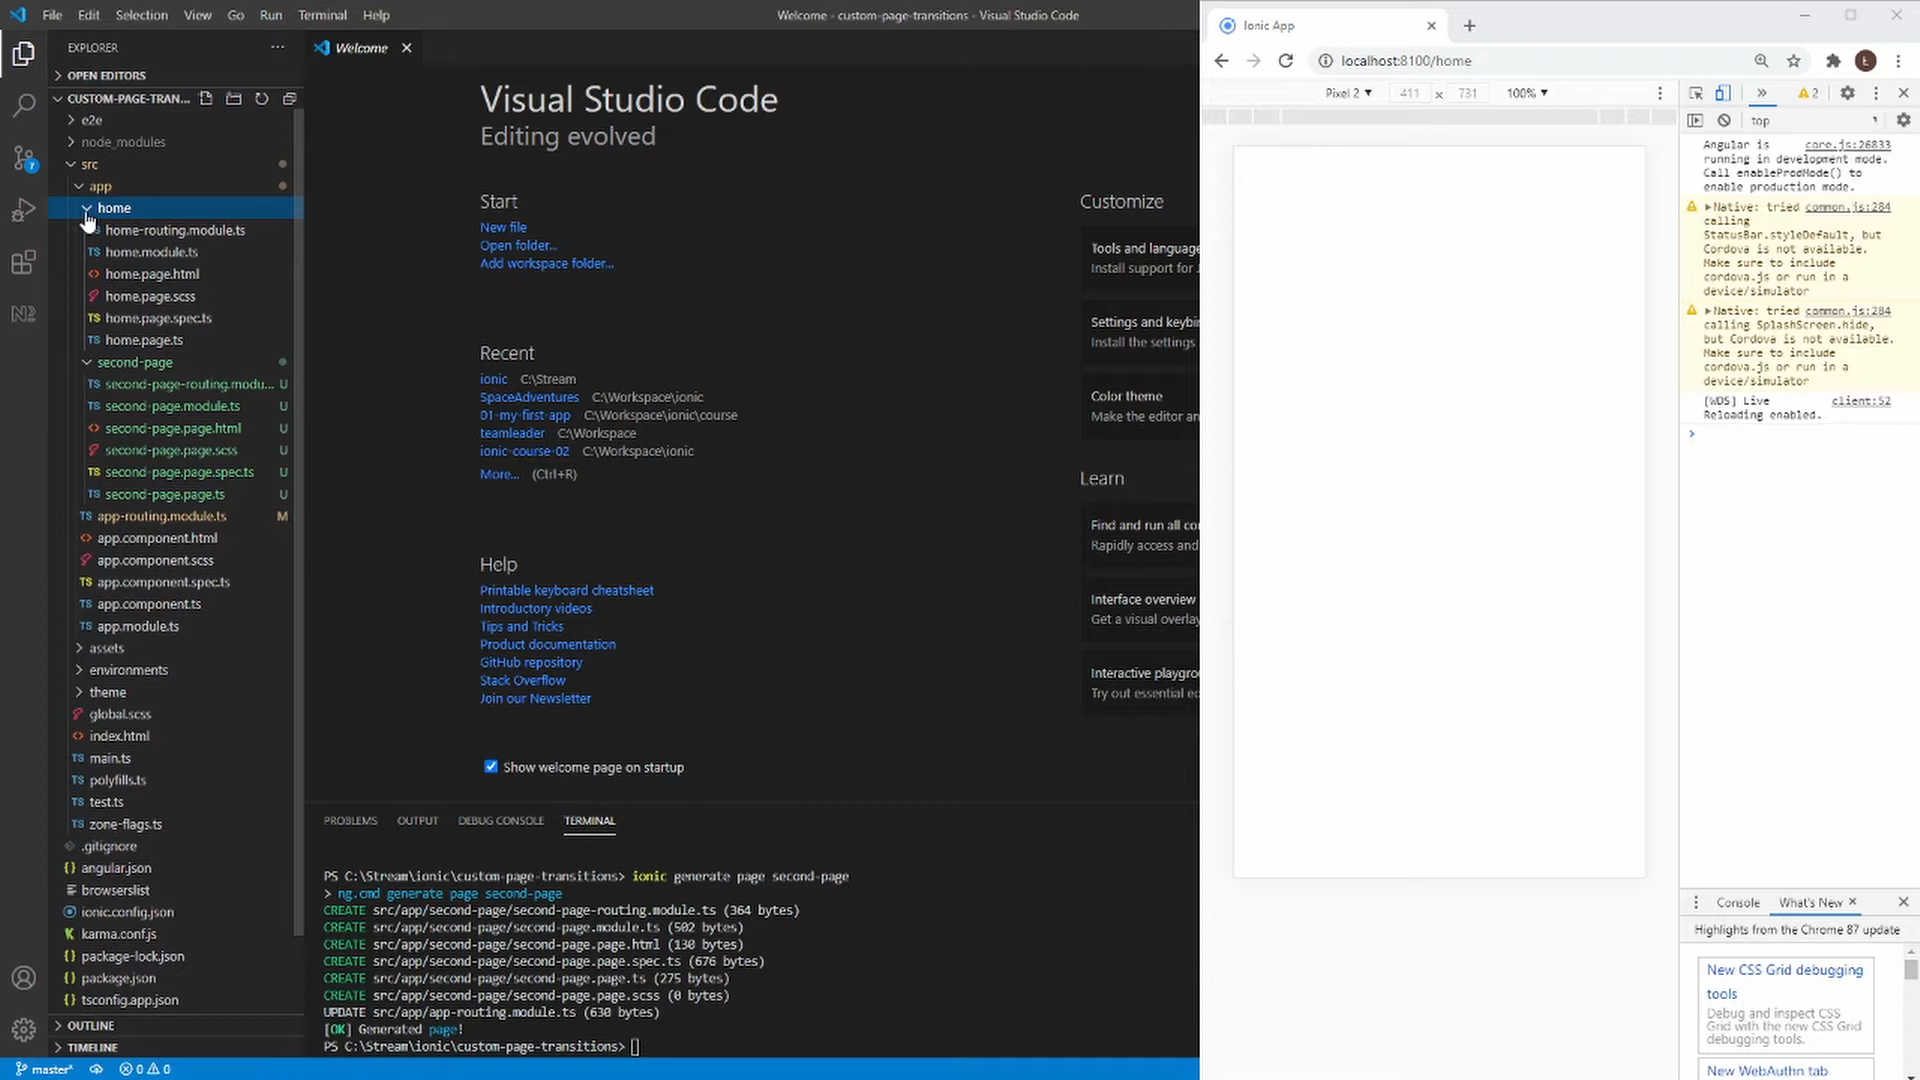 File Edit Selection View Go Run Terminal Help
Welcome - custom-page-transitions - Visual Studio Code
EXPLORER
OPEN EDITORS
CUSTOM-PAGE-TRAN...
e2e
node_modules
src
app
home
home-routing.module.ts
home.module.ts
home.page.html
home.page.scss
home.page.spec.ts
home.page.ts
second-page
second-page-routing.modu... U
second-page.module.ts U
second-page.page.html U
second-page.page.scss U
second-page.page.spec.ts U
second-page.page.ts U
app-routing.module.ts M
app.component.html
app.component.scss
app.component.spec.ts
app.component.ts
app.module.ts
assets
environments
theme
global.scss
index.html
main.ts
polyfills.ts
test.ts
zone-flags.ts
.gitignore
angular.json
browserslist
ionic.config.json
karma.conf.js
package-lock.json
package.json
tsconfig.app.json
OUTLINE
TIMELINE
master* 0 0
Welcome
Visual Studio Code
Editing evolved
Start
New file
Open folder...
Add workspace folder...
Recent
ionic C:\Stream
SpaceAdventures C:\Workspace\ionic
01-my-first-app C:\Workspace\ionic\course
teamleader C:\Workspace
ionic-course-02 C:\Workspace\ionic
More... (Ctrl+R)
Help
Printable keyboard cheatsheet
Introductory videos
Tips and Tricks
Product documentation
GitHub repository
Stack Overflow
Join our Newsletter
Show welcome page on startup
Customize
Tools and language
Install support for
Settings and keybin
Install the settings
Color theme
Make the editor an
Learn
Find and run all co
Rapidly access and
Interface overview
Get a visual overlay
Interactive playgro
Try out essential e
PROBLEMS OUTPUT DEBUG CONSOLE TERMINAL
PS C:\Stream\ionic\custom-page-transitions> ionic generate page second-page
> ng.cmd generate page second-page
CREATE src/app/second-page/second-page-routing.module.ts (364 bytes)
CREATE src/app/second-page/second-page.module.ts (502 bytes)
CREATE src/app/second-page/second-page.page.html (130 bytes)
CREATE src/app/second-page/second-page.page.spec.ts (676 bytes)
CREATE src/app/second-page/second-page.page.ts (275 bytes)
CREATE src/app/second-page/second-page.page.scss (0 bytes)
UPDATE src/app/app-routing.module.ts (630 bytes)
[OK] Generated page!
PS C:\Stream\ionic\custom-page-transitions>
Ionic App
localhost:8100/home
Pixel 2 411 x 731 100%
2
top
Angular is core.js:26833
running in development mode.
Call enableProdMode() to
enable production mode.
Native: tried common.js:284
calling
StatusBar.styleDefault, but
Cordova is not available.
Make sure to include
cordova.js or run in a
device/simulator
Native: tried common.js:284
calling SplashScreen.hide,
but Cordova is not available.
Make sure to include
cordova.js or run in a
device/simulator
[WDS] Live client:52
Reloading enabled.
Console What's New
Highlights from the Chrome 87 update
New CSS Grid debugging
tools
Debug and inspect CSS
Grid with the new CSS Grid
debugging tools.
New WebAuthn tab